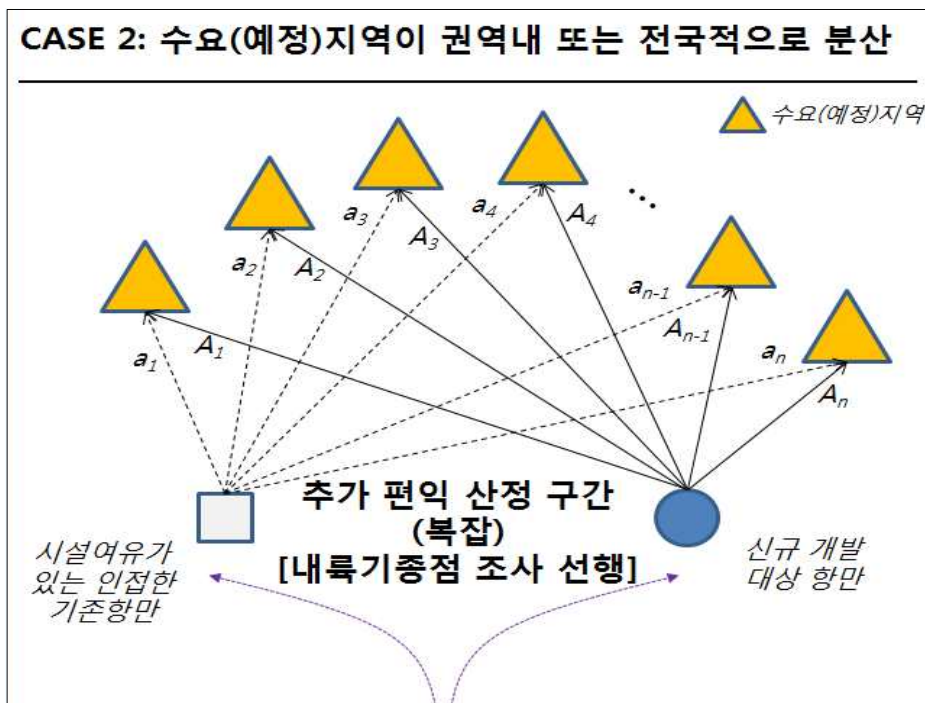 CASE 2: 수요(예정)지역이 권역내 또는 전국적으로 분산
수요(예정)지역
a3
a4
...
A3
A4
a2
A2
an-1
An-1
a1
A1
an
An
추가 편익 산정 구간
(복잡)
[내륙기종점 조사 선행]
시설여유가
있는 인접한
기존항만
신규 개발
대상 항만